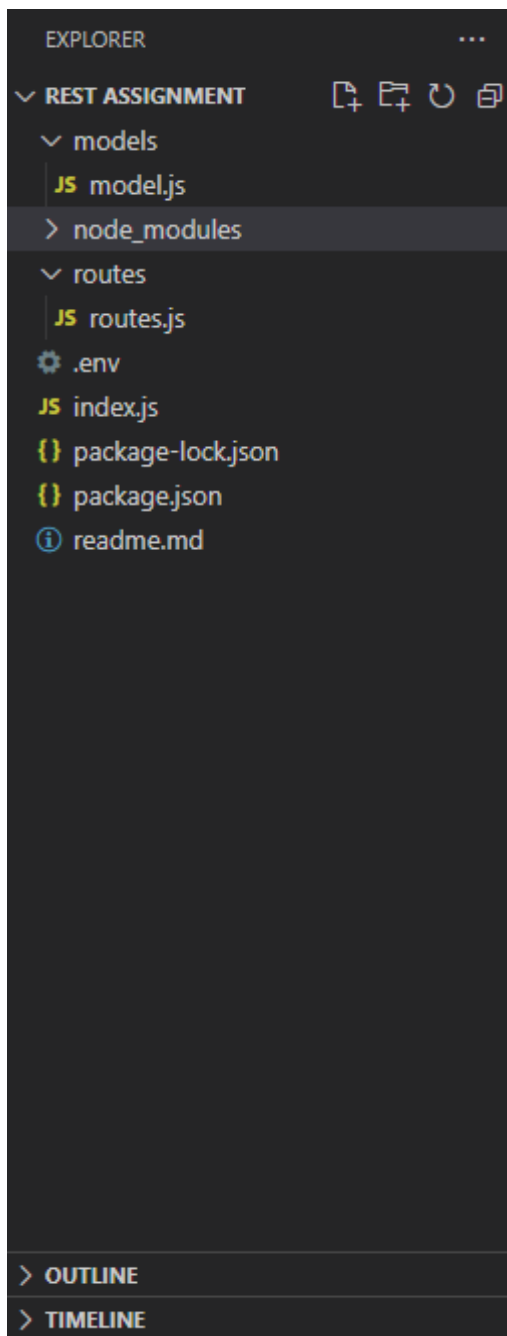 EXPLORER
REST ASSIGNMENT
models
JS model.js
node_modules
routes
JS routes.js
.env
JS index.js
{} package-lock.json
{} package.json
readme.md
OUTLINE
TIMELINE